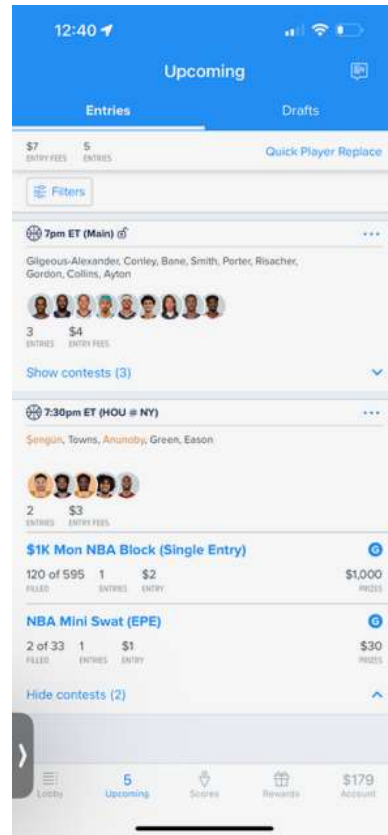 12:40
Upcoming
Entries
Drafts
$7
ENTRY FEES
5
ENTRIES
Quick Player Replace
Filters
7pm ET (Main)
Gilgeous-Alexander, Conley, Bane, Smith, Porter, Risacher,
Gordon, Collins, Ayton
3
ENTRIES
$4
ENTRY FEES
Show contests (3)
7:30pm ET (HOU @ NY)
Şengün, Towns, Anunoby, Green, Eason
2
ENTRIES
$3
ENTRY FEES
$1K Mon NBA Block (Single Entry)
G
120 of 595
FILLED
1
ENTRIES
$2
ENTRY
$1,000
PRIZES
NBA Mini Swat (EPE)
G
2 of 33
FILLED
1
ENTRIES
$1
ENTRY
$30
PRIZES
Hide contests (2)
Lobby
5
Upcoming
Scores
Rewards
$179
Account